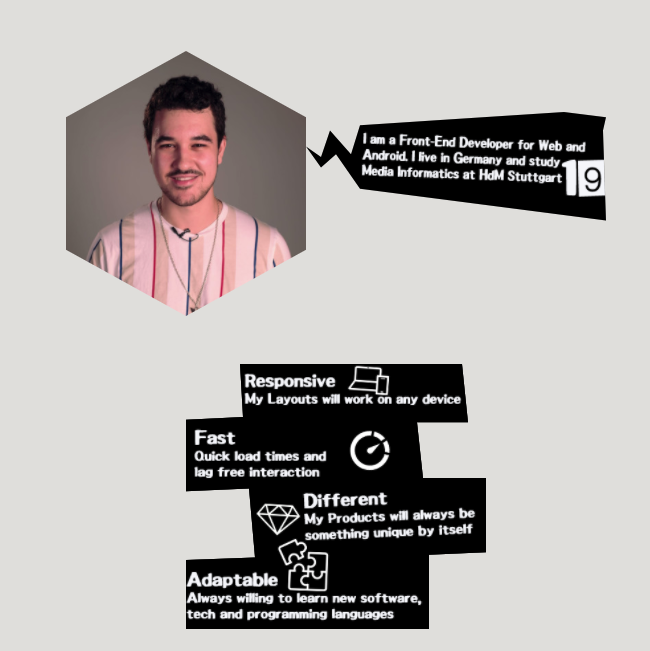 I am a Front-End Developer for Web and
Android. I live in Germany and study
Media Informatics at HdM Stuttgart
19
Responsive
My Layouts will work on any device
Fast
Quick load times and
lag free interaction
Different
My Products will always be
something unique by itself
Adaptable
Always willing to learn new software,
tech and programming languages